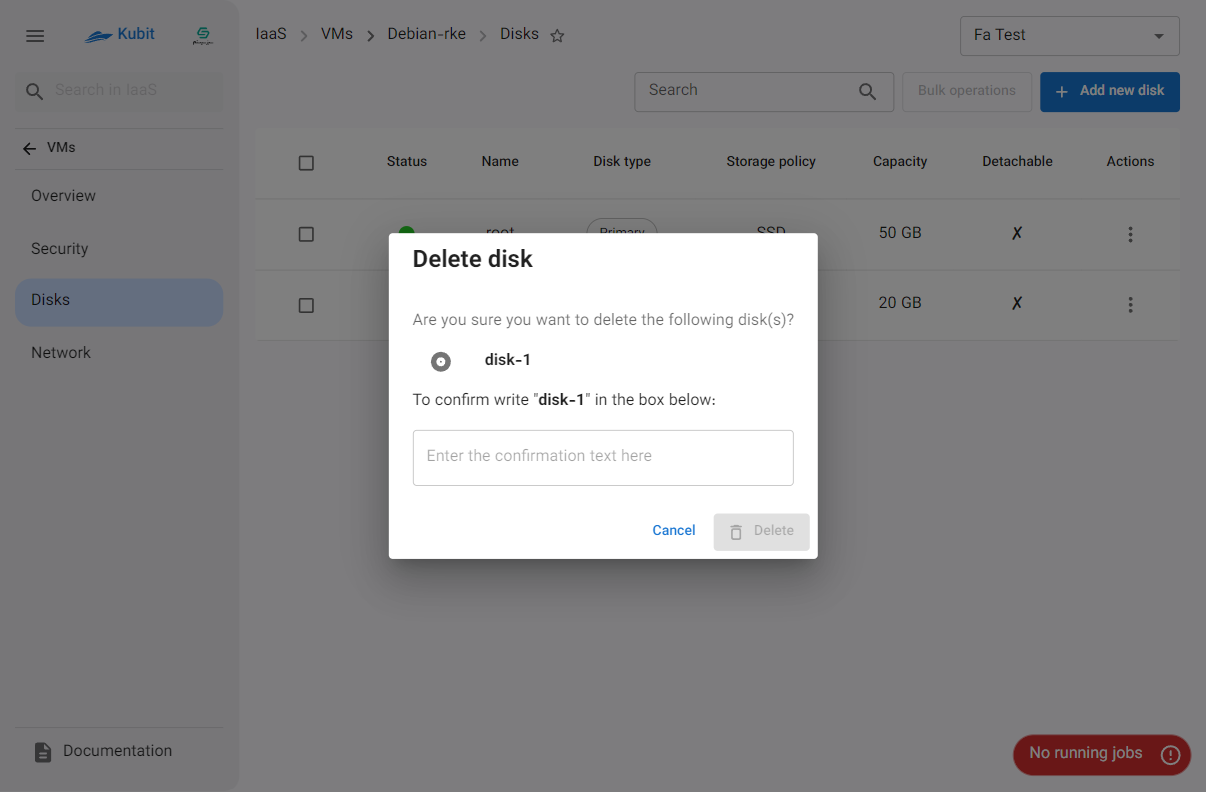 Kubit
IaaS > VMs > Debian-rke > Disks
Fa Test
Search in IaaS
Search
Bulk operations
+ Add new disk
VMs
Overview
Security
Disks
Network
Status Name Disk type Storage policy Capacity Detachable Actions
root Primary SSD 50 GB ✗
20 GB ✗
Delete disk
Are you sure you want to delete the following disk(s)?
disk-1
To confirm write "disk-1" in the box below:
Enter the confirmation text here
Cancel
Delete
Documentation
No running jobs